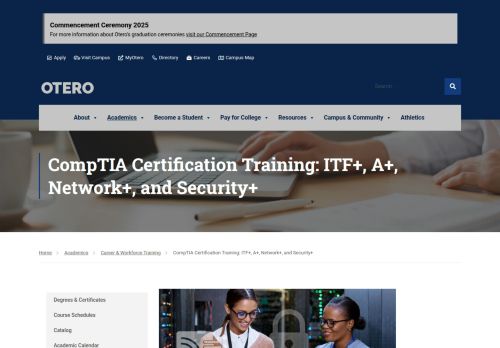 Commencement Ceremony 2025
For more information about Otero's graduation ceremonies visit our Commencement Page
Apply Visit Campus MyOtero Directory Careers Campus Map
OTERO
Search
About Academics Become a Student Pay for College Resources Campus & Community Athletics
CompTIA Certification Training: ITF+, A+,
Network+, and Security+
Home > Academics > Career & Workforce Training > CompTIA Certification Training: ITF+, A+, Network+, and Security+
Degrees & Certificates
Course Schedules
Catalog
Academic Calendar